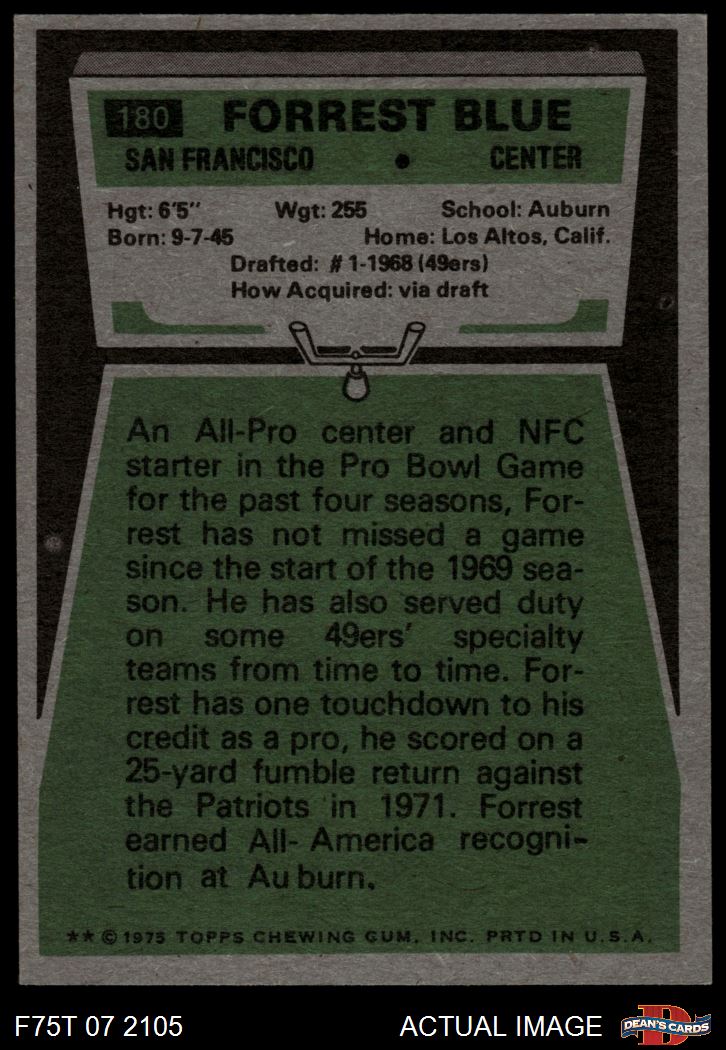 180 FORREST BLUE
SAN FRANCISCO • CENTER
Hgt: 6'5" Wgt: 255 School: Auburn
Born: 9-7-45 Home: Los Altos, Calif.
Drafted: #1-1968 (49ers)
How Acquired: via draft
An All-Pro center and NFC
starter in the Pro Bowl Game
for the past four seasons, For-
rest has not missed a game
since the start of the 1969 sea-
son. He has also served duty
on some 49ers' specialty
teams from time to time. For-
rest has one touchdown to his
credit as a pro, he scored on a
25-yard fumble return against
the Patriots in 1971. Forrest
earned All- America recogni-
tion at Au burn.
** © 1975 TOPPS CHEWING GUM, INC. PRTD IN U.S.A.
F75T 07 2105 ACTUAL IMAGE D DEAN'S CARDS